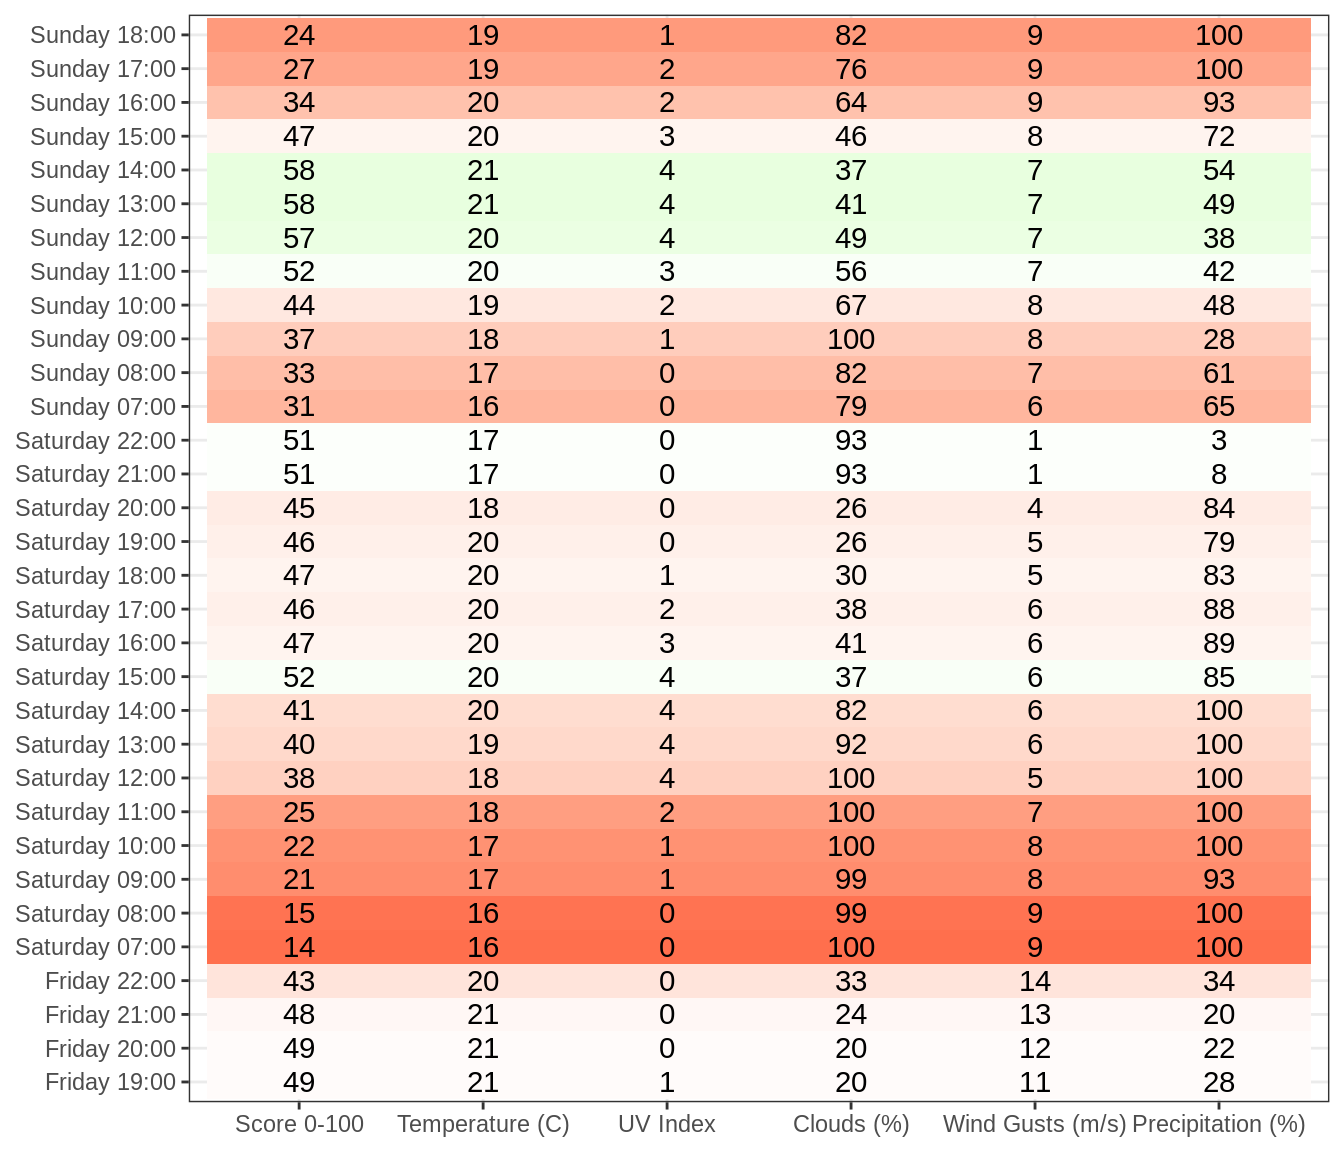 Sunday 18:00 24 19 1 82 9 100
Sunday 17:00 27 19 2 76 9 100
Sunday 16:00 34 20 2 64 9 93
Sunday 15:00 47 20 3 46 8 72
Sunday 14:00 58 21 4 37 7 54
Sunday 13:00 58 21 4 41 7 49
Sunday 12:00 57 20 4 49 7 38
Sunday 11:00 52 20 3 56 7 42
Sunday 10:00 44 19 2 67 8 48
Sunday 09:00 37 18 1 100 8 28
Sunday 08:00 33 17 0 82 7 61
Sunday 07:00 31 16 0 79 6 65
Saturday 22:00 51 17 0 93 1 3
Saturday 21:00 51 17 0 93 1 8
Saturday 20:00 45 18 0 26 4 84
Saturday 19:00 46 20 0 26 5 79
Saturday 18:00 47 20 1 30 5 83
Saturday 17:00 46 20 2 38 6 88
Saturday 16:00 47 20 3 41 6 89
Saturday 15:00 52 20 4 37 6 85
Saturday 14:00 41 20 4 82 6 100
Saturday 13:00 40 19 4 92 6 100
Saturday 12:00 38 18 4 100 5 100
Saturday 11:00 25 18 2 100 7 100
Saturday 10:00 22 17 1 100 8 100
Saturday 09:00 21 17 1 99 8 93
Saturday 08:00 15 16 0 99 9 100
Saturday 07:00 14 16 0 100 9 100
Friday 22:00 43 20 0 33 14 34
Friday 21:00 48 21 0 24 13 20
Friday 20:00 49 21 0 20 12 22
Friday 19:00 49 21 1 20 11 28
Score 0-100 Temperature (C) UV Index Clouds (%) Wind Gusts (m/s) Precipitation (%)